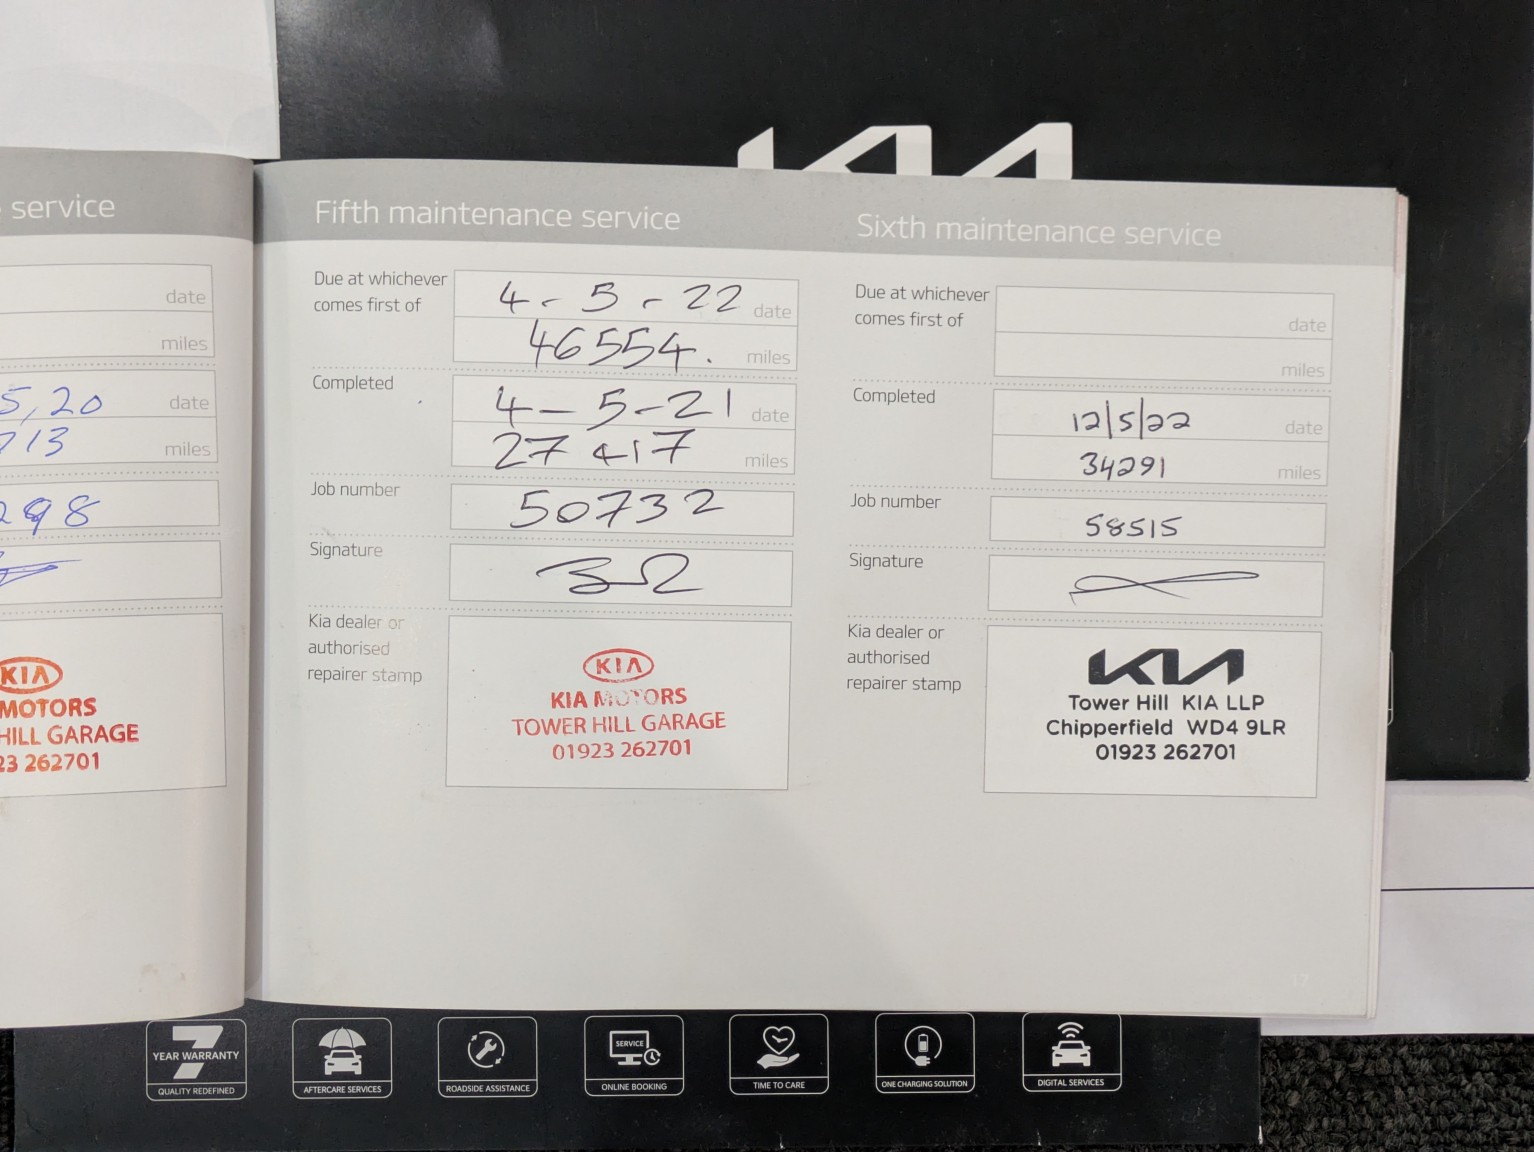 KIA
service
date
miles
5,20 date
713 miles
298
KIA
MOTORS
HILL GARAGE
23 262701
Fifth maintenance service
Due at whichever
comes first of
4 - 5 - 22 date
46554. miles
Completed
4 - 5 - 21 date
27 417 miles
Job number
50732
Signature
Kia dealer or
authorised
repairer stamp
KIA
KIA MOTORS
TOWER HILL GARAGE
01923 262701
Sixth maintenance service
Due at whichever
comes first of
date
miles
Completed
12/5/22 date
34291 miles
Job number
58515
Signature
Kia dealer or
authorised
repairer stamp
KIA
Tower Hill KIA LLP
Chipperfield WD4 9LR
01923 262701
17
7
YEAR WARRANTY
QUALITY REDEFINED
AFTERCARE SERVICES
ROADSIDE ASSISTANCE
SERVICE
ONLINE BOOKING
TIME TO CARE
ONE CHARGING SOLUTION
DIGITAL SERVICES